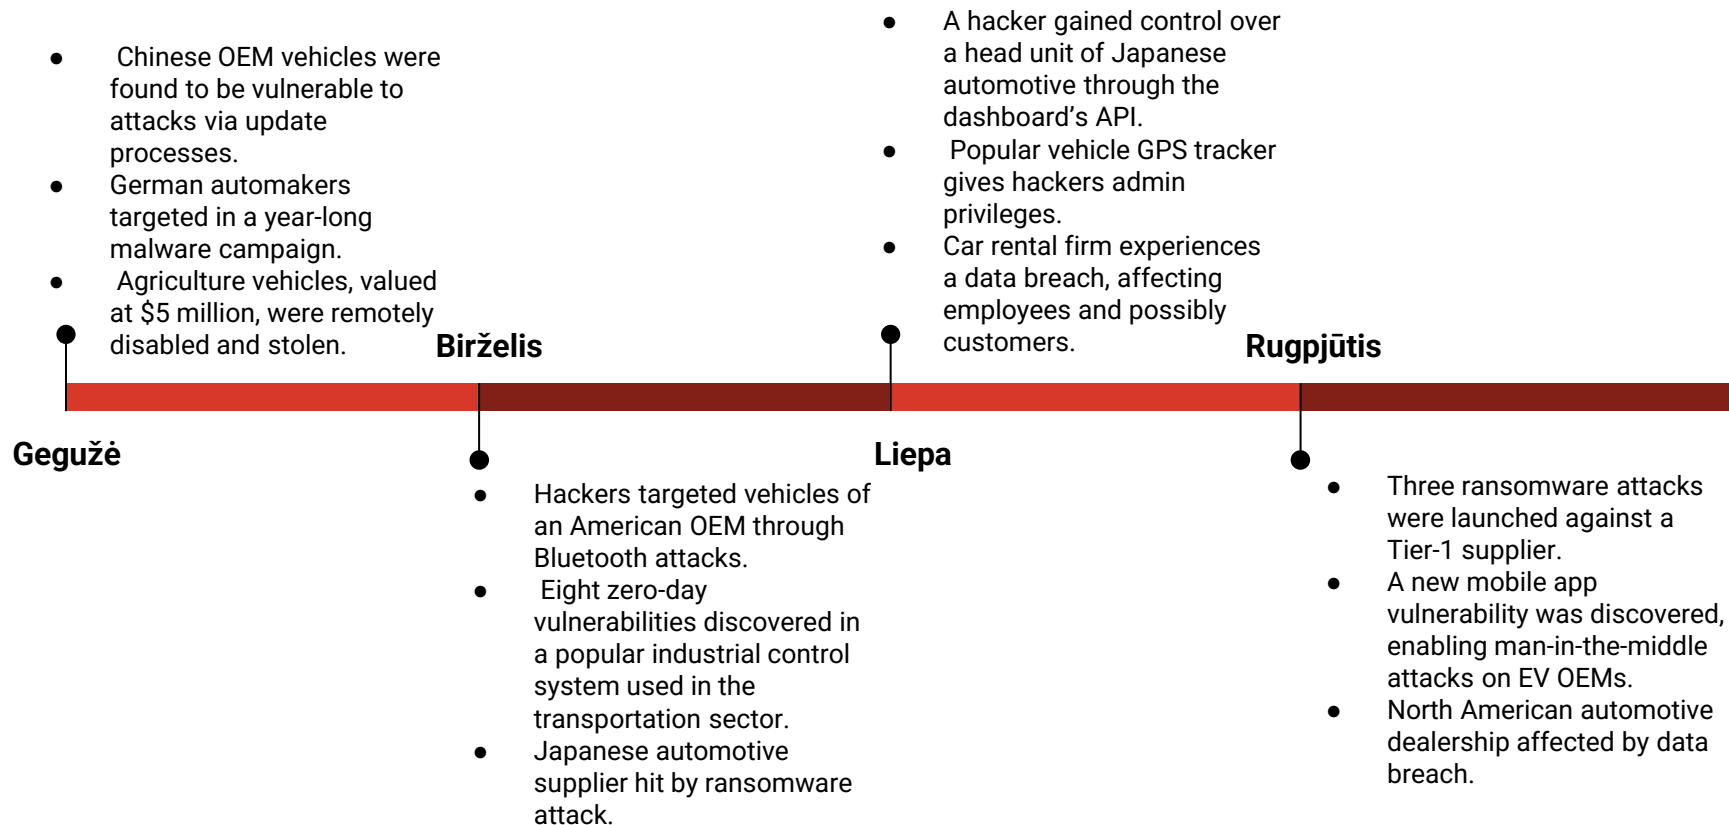 ● Chinese OEM vehicles were
found to be vulnerable to
attacks via update
processes.
● German automakers
targeted in a year-long
malware campaign.
● Agriculture vehicles, valued
at $5 million, were remotely
disabled and stolen.
Gegužė
Birželis
● Hackers targeted vehicles of
an American OEM through
Bluetooth attacks.
● Eight zero-day
vulnerabilities discovered in
a popular industrial control
system used in the
transportation sector.
● Japanese automotive
supplier hit by ransomware
attack.
● A hacker gained control over
a head unit of Japanese
automotive through the
dashboard’s API.
● Popular vehicle GPS tracker
gives hackers admin
privileges.
● Car rental firm experiences
a data breach, affecting
employees and possibly
customers.
Liepa
Rugpjūtis
● Three ransomware attacks
were launched against a
Tier-1 supplier.
● A new mobile app
vulnerability was discovered,
enabling man-in-the-middle
attacks on EV OEMs.
● North American automotive
dealership affected by data
breach.